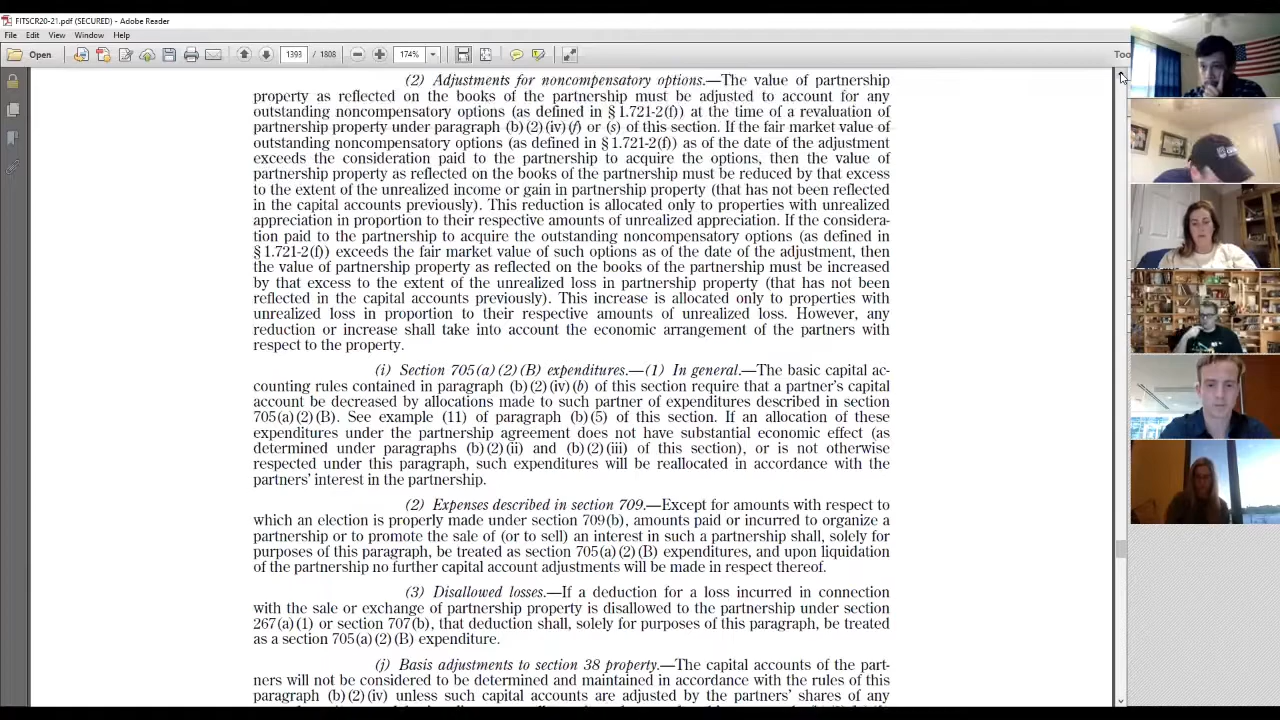 FITSCR20-21.pdf (SECURED) - Adobe Reader
File Edit View Window Help
Open 1393 / 1808 174% Too
(2) Adjustments for noncompensatory options.—The value of partnership
property as reflected on the books of the partnership must be adjusted to account for any
outstanding noncompensatory options (as defined in § 1.721-2(f)) at the time of a revaluation of
partnership property under paragraph (b)(2)(iv)(f) or (s) of this section. If the fair market value of
outstanding noncompensatory options (as defined in § 1.721-2(f)) as of the date of the adjustment
exceeds the consideration paid to the partnership to acquire the options, then the value of
partnership property as reflected on the books of the partnership must be reduced by that excess
to the extent of the unrealized income or gain in partnership property (that has not been reflected
in the capital accounts previously). This reduction is allocated only to properties with unrealized
appreciation in proportion to their respective amounts of unrealized appreciation. If the considera-
tion paid to the partnership to acquire the outstanding noncompensatory options (as defined in
§ 1.721-2(f)) exceeds the fair market value of such options as of the date of the adjustment, then
the value of partnership property as reflected on the books of the partnership must be increased
by that excess to the extent of the unrealized loss in partnership property (that has not been
reflected in the capital accounts previously). This increase is allocated only to properties with
unrealized loss in proportion to their respective amounts of unrealized loss. However, any
reduction or increase shall take into account the economic arrangement of the partners with
respect to the property.
(i) Section 705(a)(2)(B) expenditures.—(1) In general.—The basic capital ac-
counting rules contained in paragraph (b)(2)(iv)(b) of this section require that a partner's capital
account be decreased by allocations made to such partner of expenditures described in section
705(a)(2)(B). See example (11) of paragraph (b)(5) of this section. If an allocation of these
expenditures under the partnership agreement does not have substantial economic effect (as
determined under paragraphs (b)(2)(ii) and (b)(2)(iii) of this section), or is not otherwise
respected under this paragraph, such expenditures will be reallocated in accordance with the
partners' interest in the partnership.
(2) Expenses described in section 709.—Except for amounts with respect to
which an election is properly made under section 709(b), amounts paid or incurred to organize a
partnership or to promote the sale of (or to sell) an interest in such a partnership shall, solely for
purposes of this paragraph, be treated as section 705(a)(2)(B) expenditures, and upon liquidation
of the partnership no further capital account adjustments will be made in respect thereof.
(3) Disallowed losses.—If a deduction for a loss incurred in connection
with the sale or exchange of partnership property is disallowed to the partnership under section
267(a)(1) or section 707(b), that deduction shall, solely for purposes of this paragraph, be treated
as a section 705(a)(2)(B) expenditure.
(j) Basis adjustments to section 38 property.—The capital accounts of the part-
ners will not be considered to be determined and maintained in accordance with the rules of this
paragraph (b)(2)(iv) unless such capital accounts are adjusted by the partners' shares of any